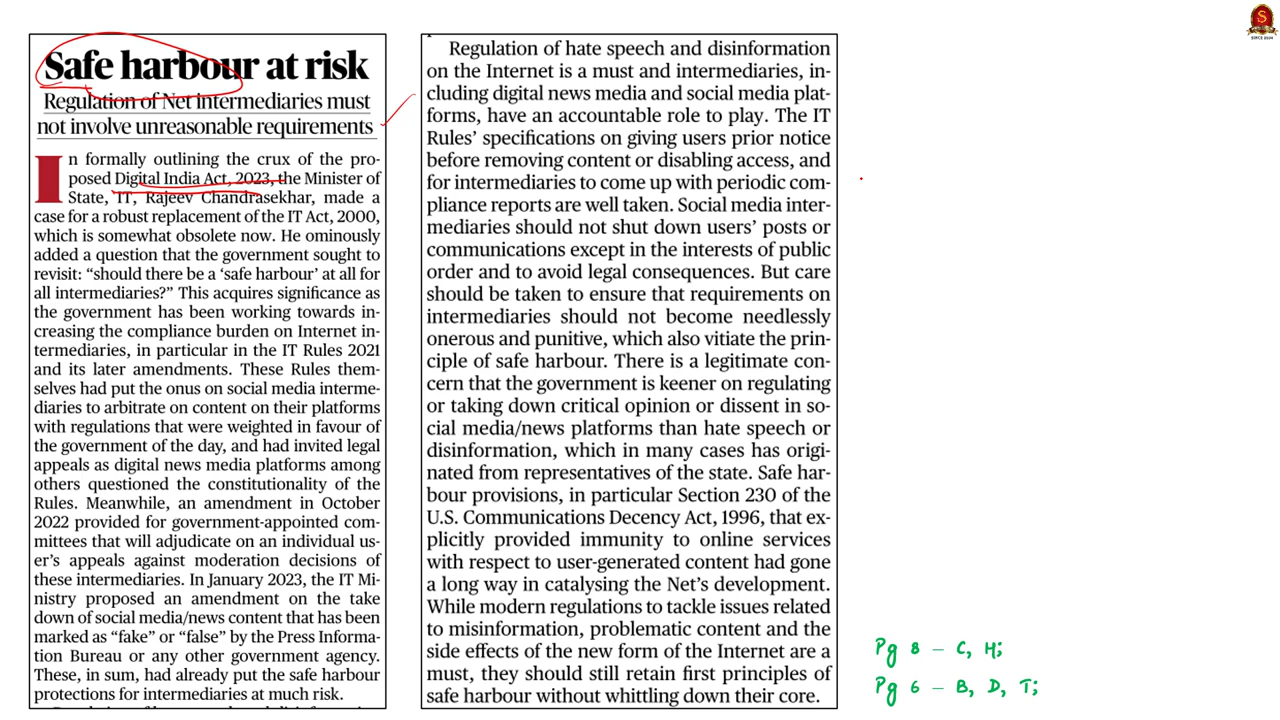 Safe harbour at risk
Regulation of Net intermediaries must
not involve unreasonable requirements
In formally outlining the crux of the pro-
posed Digital India Act, 2023, the Minister of
State, IT, Rajeev Chandrasekhar, made a
case for a robust replacement of the IT Act, 2000,
which is somewhat obsolete now. He ominously
added a question that the government sought to
revisit: “should there be a ‘safe harbour’ at all for
all intermediaries?” This acquires significance as
the government has been working towards in-
creasing the compliance burden on Internet in-
termediaries, in particular in the IT Rules 2021
and its later amendments. These Rules them-
selves had put the onus on social media interme-
diaries to arbitrate on content on their platforms
with regulations that were weighted in favour of
the government of the day, and had invited legal
appeals as digital news media platforms among
others questioned the constitutionality of the
Rules. Meanwhile, an amendment in October
2022 provided for government-appointed com-
mittees that will adjudicate on an individual us-
er’s appeals against moderation decisions of
these intermediaries. In January 2023, the IT Mi-
nistry proposed an amendment on the take
down of social media/news content that has been
marked as “fake” or “false” by the Press Informa-
tion Bureau or any other government agency.
These, in sum, had already put the safe harbour
protections for intermediaries at much risk.
Regulation of hate speech and disinformation
on the Internet is a must and intermediaries, in-
cluding digital news media and social media plat-
forms, have an accountable role to play. The IT
Rules’ specifications on giving users prior notice
before removing content or disabling access, and
for intermediaries to come up with periodic com-
pliance reports are well taken. Social media inter-
mediaries should not shut down users’ posts or
communications except in the interests of public
order and to avoid legal consequences. But care
should be taken to ensure that requirements on
intermediaries should not become needlessly
onerous and punitive, which also vitiate the prin-
ciple of safe harbour. There is a legitimate con-
cern that the government is keener on regulating
or taking down critical opinion or dissent in so-
cial media/news platforms than hate speech or
disinformation, which in many cases has origi-
nated from representatives of the state. Safe har-
bour provisions, in particular Section 230 of the
U.S. Communications Decency Act, 1996, that ex-
plicitly provided immunity to online services
with respect to user-generated content had gone
a long way in catalysing the Net’s development.
While modern regulations to tackle issues related
to misinformation, problematic content and the
side effects of the new form of the Internet are a
must, they should still retain first principles of
safe harbour without whittling down their core.
Pg 8 – C, H;
Pg 6 – B, D, T;
S